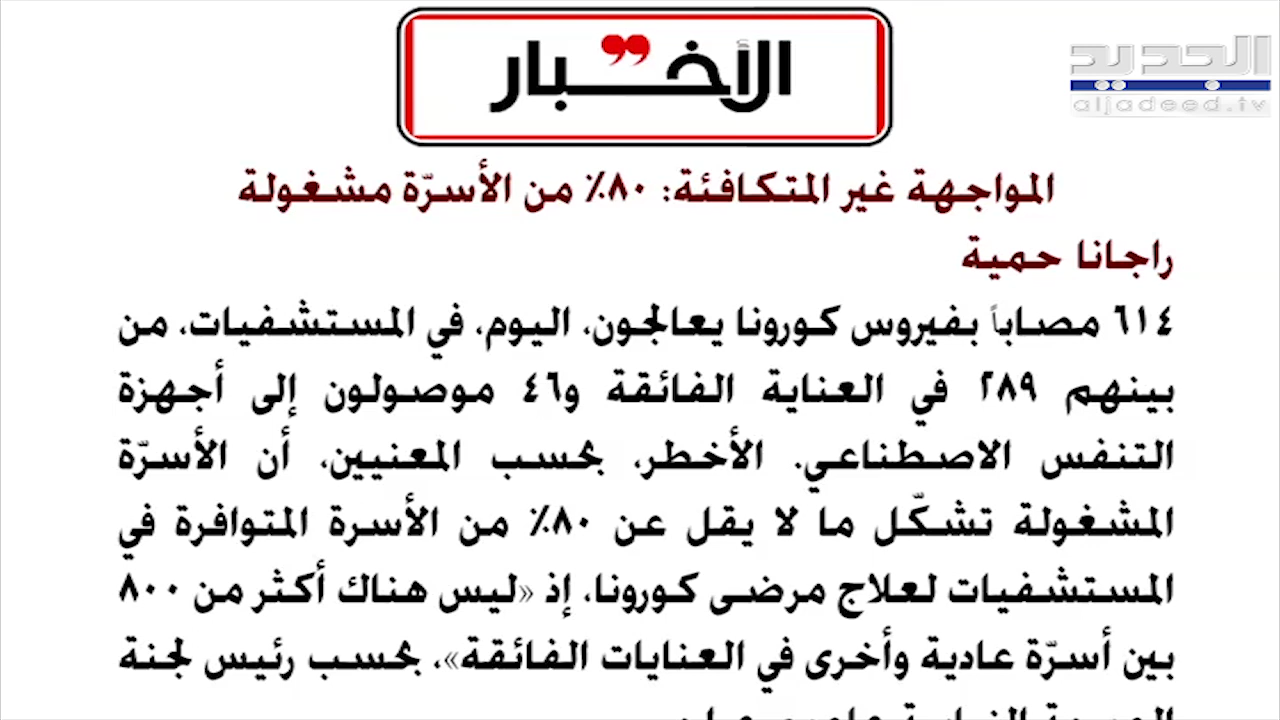 الأخبار
الجديد
aljadeed.tv
المواجهة غير المتكافئة: ٨٠٪ من الأسرّة مشغولة
راجانا حمية
٦١٤ مصاباً بفيروس كورونا يعالجون، اليوم، في المستشفيات، من
بينهم ٢٨٩ في العناية الفائقة و٤٦ موصولون إلى أجهزة
التنفس الاصطناعي. الأخطر، بحسب المعنيين، أن الأسرّة
المشغولة تشكّل ما لا يقل عن ٨٠٪ من الأسرة المتوافرة في
المستشفيات لعلاج مرضى كورونا، إذ «ليس هناك أكثر من ٨٠٠
بين أسرّة عادية وأخرى في العنايات الفائقة»، بحسب رئيس لجنة